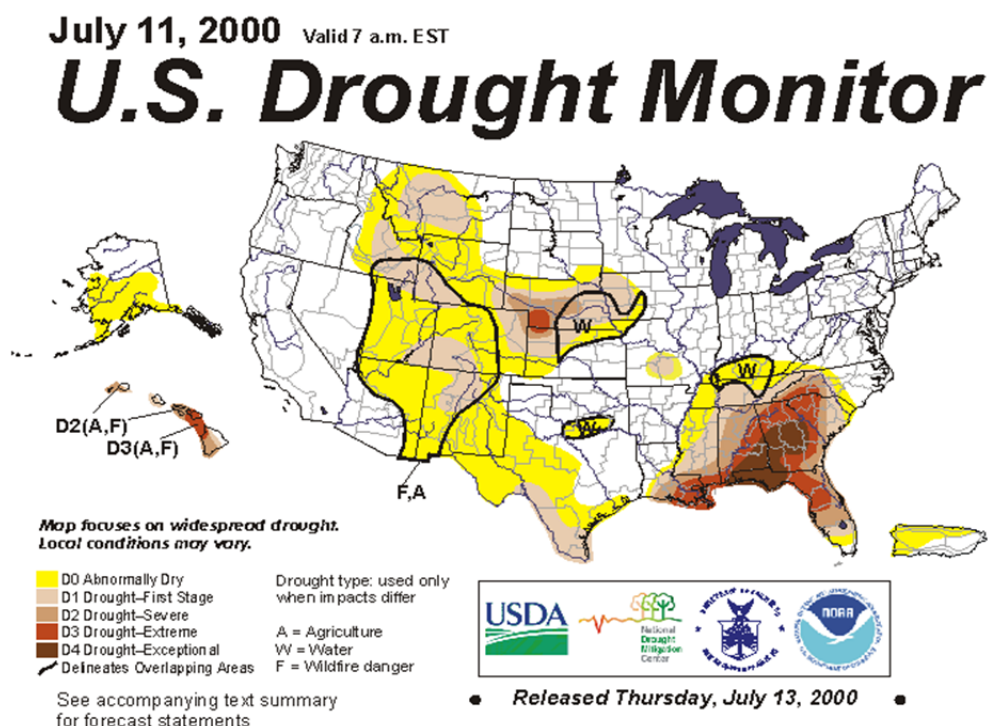 July 11, 2000 Valid 7 a.m. EST
U.S. Drought Monitor
W
W
W
W
D2(A,F)
D3(A,F)
F,A
Map focuses on widespread drought.
Local conditions may vary.
D0 Abnormally Dry
D1 Drought–First Stage
D2 Drought–Severe
D3 Drought–Extreme
D4 Drought–Exceptional
Delineates Overlapping Areas
Drought type: used only
when impacts differ
A = Agriculture
W = Water
F = Wildfire danger
USDA
National
Drought
Mitigation
Center
NOAA
See accompanying text summary
for forecast statements
• Released Thursday, July 13, 2000 •